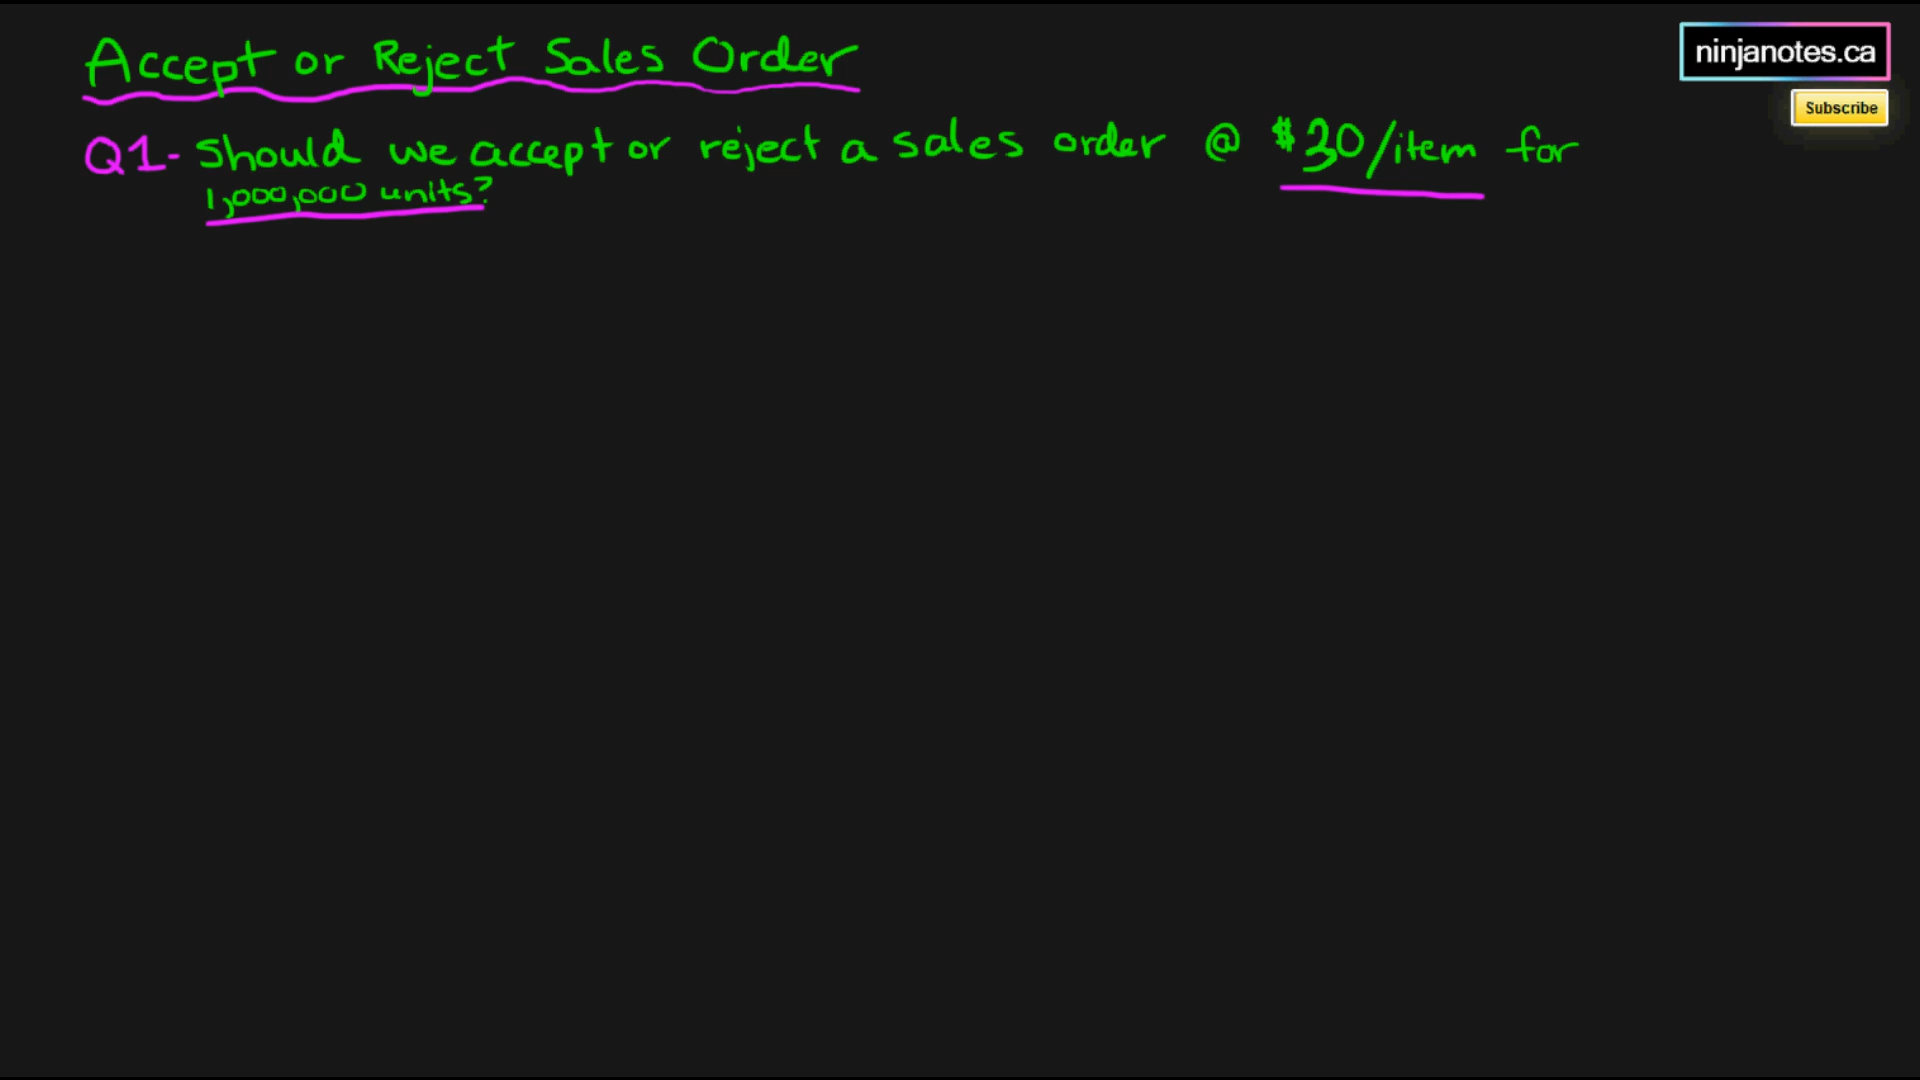 Accept or Reject Sales Order
ninjanotes.ca
Subscribe
Q1- Should we accept or reject a sales order @ $30/item for
1,000,000 units?